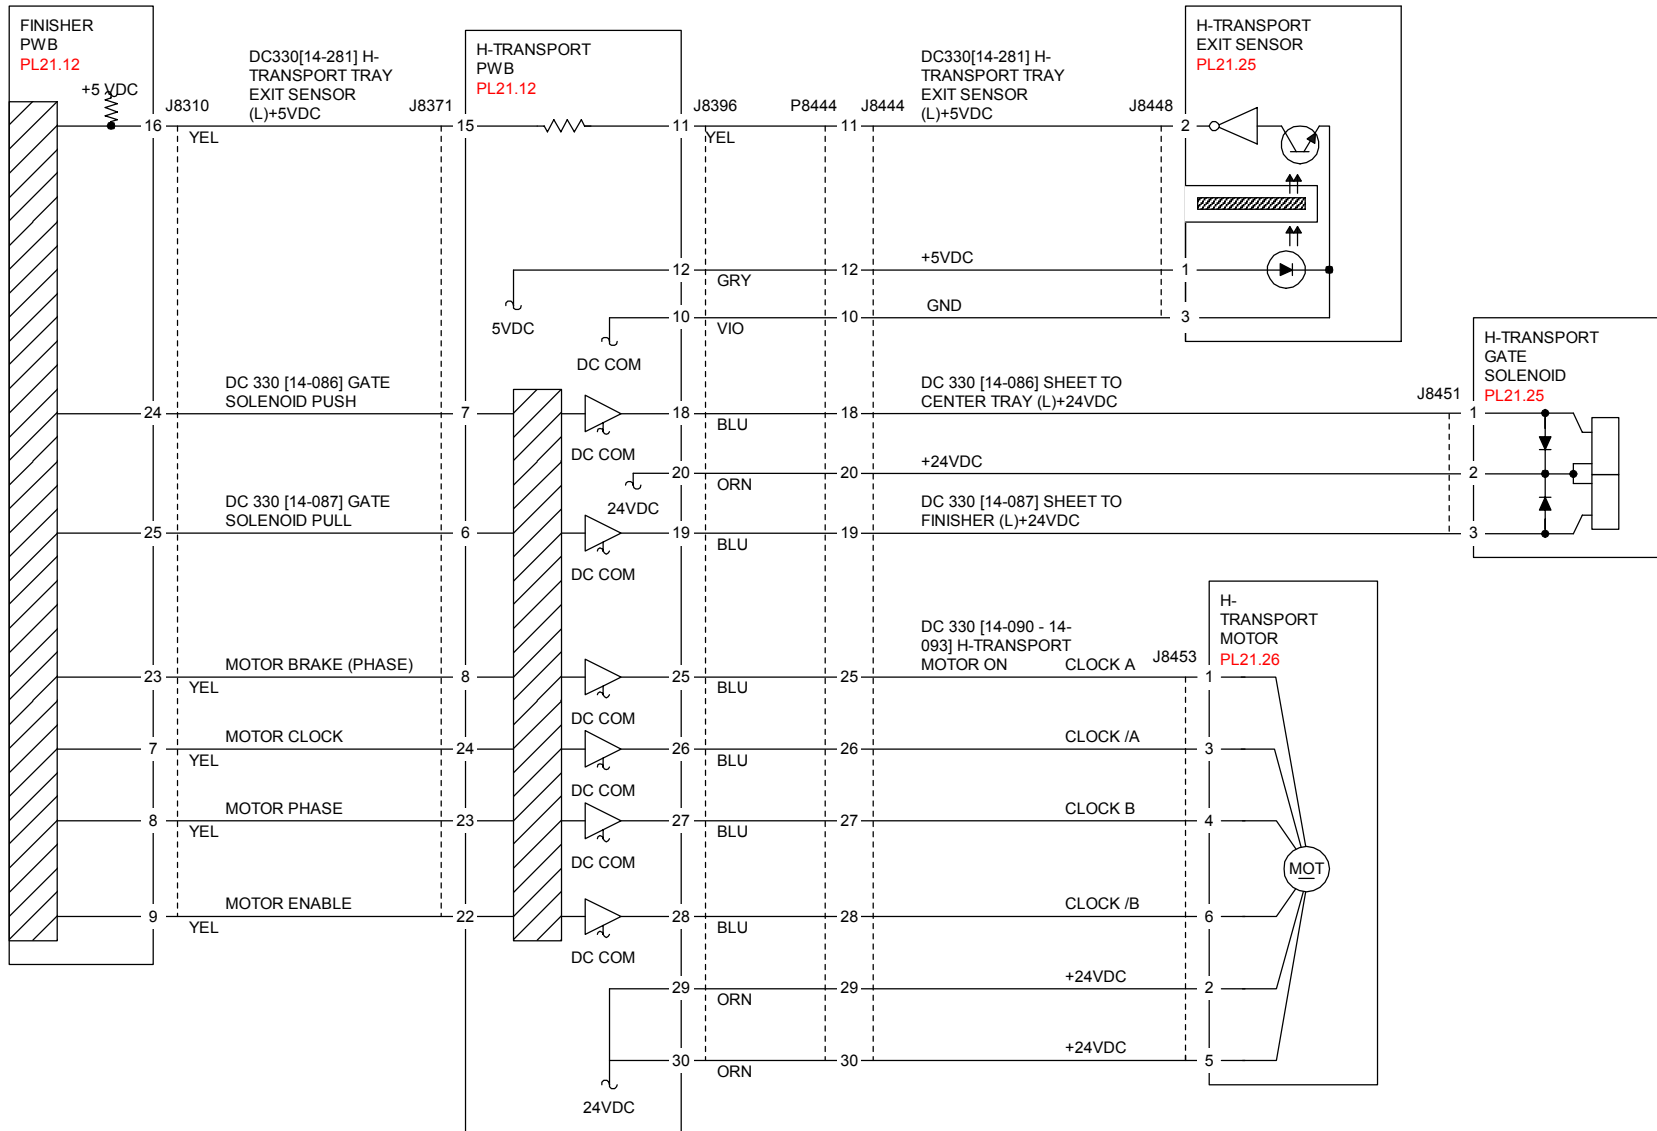 FINISHER
PWB
PL21.12
+5 VDC
J8310
16
YEL
DC330[14-281] H-
TRANSPORT TRAY
EXIT SENSOR
(L)+5VDC
J8371
15
H-TRANSPORT
PWB
PL21.12
J8396
11
YEL
P8444
J8444
11
DC330[14-281] H-
TRANSPORT TRAY
EXIT SENSOR
(L)+5VDC
J8448
2
H-TRANSPORT
EXIT SENSOR
PL21.25
5VDC
12
GRY
12
+5VDC
1
DC COM
10
VIO
10
GND
3
24
DC 330 [14-086] GATE
SOLENOID PUSH
7
DC COM
18
BLU
18
DC 330 [14-086] SHEET TO
CENTER TRAY (L)+24VDC
J8451
1
H-TRANSPORT
GATE
SOLENOID
PL21.25
24VDC
20
ORN
20
+24VDC
2
25
DC 330 [14-087] GATE
SOLENOID PULL
6
DC COM
19
BLU
19
DC 330 [14-087] SHEET TO
FINISHER (L)+24VDC
3
23
YEL
MOTOR BRAKE (PHASE)
8
DC COM
25
BLU
25
DC 330 [14-090 - 14-
093] H-TRANSPORT
MOTOR ON
CLOCK A
J8453
1
H-
TRANSPORT
MOTOR
PL21.26
7
YEL
MOTOR CLOCK
24
DC COM
26
BLU
26
CLOCK /A
3
8
YEL
MOTOR PHASE
23
DC COM
27
BLU
27
CLOCK B
4
MOT
9
YEL
MOTOR ENABLE
22
DC COM
28
BLU
28
CLOCK /B
6
29
ORN
29
+24VDC
2
24VDC
30
ORN
30
+24VDC
5